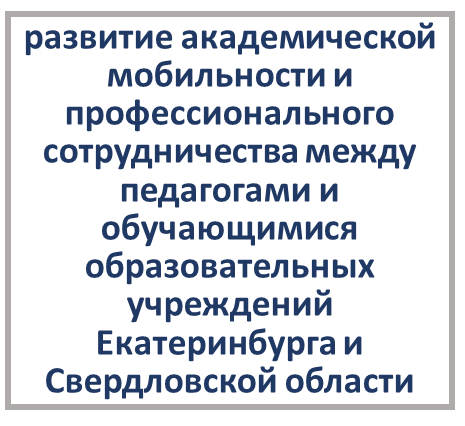 развитие академической
мобильности и
профессионального
сотрудничества между
педагогами и
обучающимися
образовательных
учреждений
Екатеринбурга и
Свердловской области